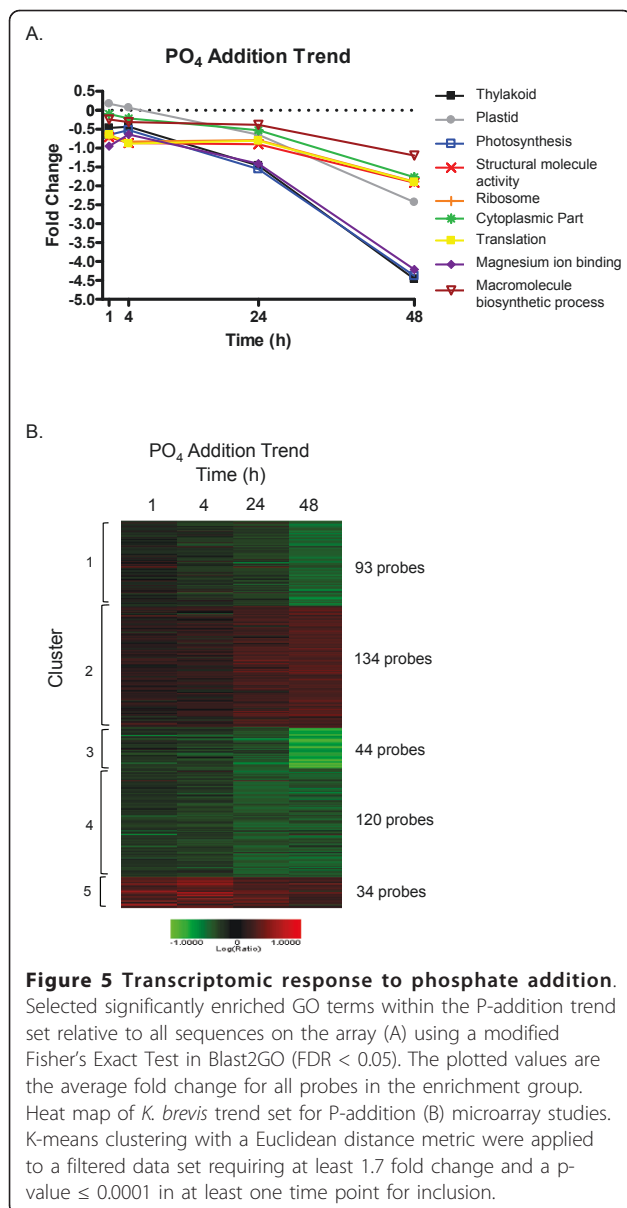 A.
PO4 Addition Trend
0.5
0
-0.5
-1.0
-1.5
-2.0
-2.5
-3.0
-3.5
-4.0
-4.5
-5.0
Fold Change
1 4 24 48
Time (h)
Thylakoid
Plastid
Photosynthesis
Structural molecule
activity
Ribosome
Cytoplasmic Part
Translation
Magnesium ion binding
Macromolecule
biosynthetic process
B.
PO4 Addition Trend
Time (h)
1 4 24 48
Cluster
1
93 probes
2
134 probes
3
44 probes
4
120 probes
5
34 probes
-1.0000 0 1.0000
Log(Ratio)
Figure 5 Transcriptomic response to phosphate addition.
Selected significantly enriched GO terms within the P-addition trend
set relative to all sequences on the array (A) using a modified
Fisher's Exact Test in Blast2GO (FDR < 0.05). The plotted values are
the average fold change for all probes in the enrichment group.
Heat map of K. brevis trend set for P-addition (B) microarray studies.
K-means clustering with a Euclidean distance metric were applied
to a filtered data set requiring at least 1.7 fold change and a p-
value ≤ 0.0001 in at least one time point for inclusion.